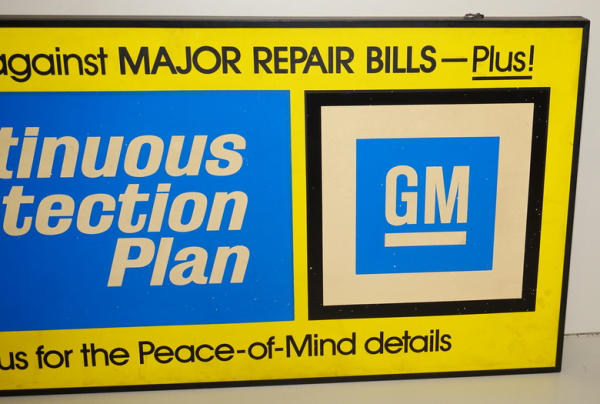 against MAJOR REPAIR BILLS—Plus!
tinuous
tection
Plan
GM
us for the Peace-of-Mind details